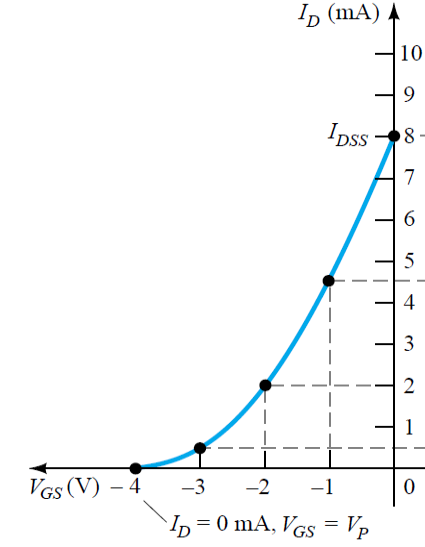 I_D (mA)
10
9
I_DSS 8
7
6
5
4
3
2
1
V_GS (V) –4 –3 –2 –1 0
I_D = 0 mA, V_GS = V_P